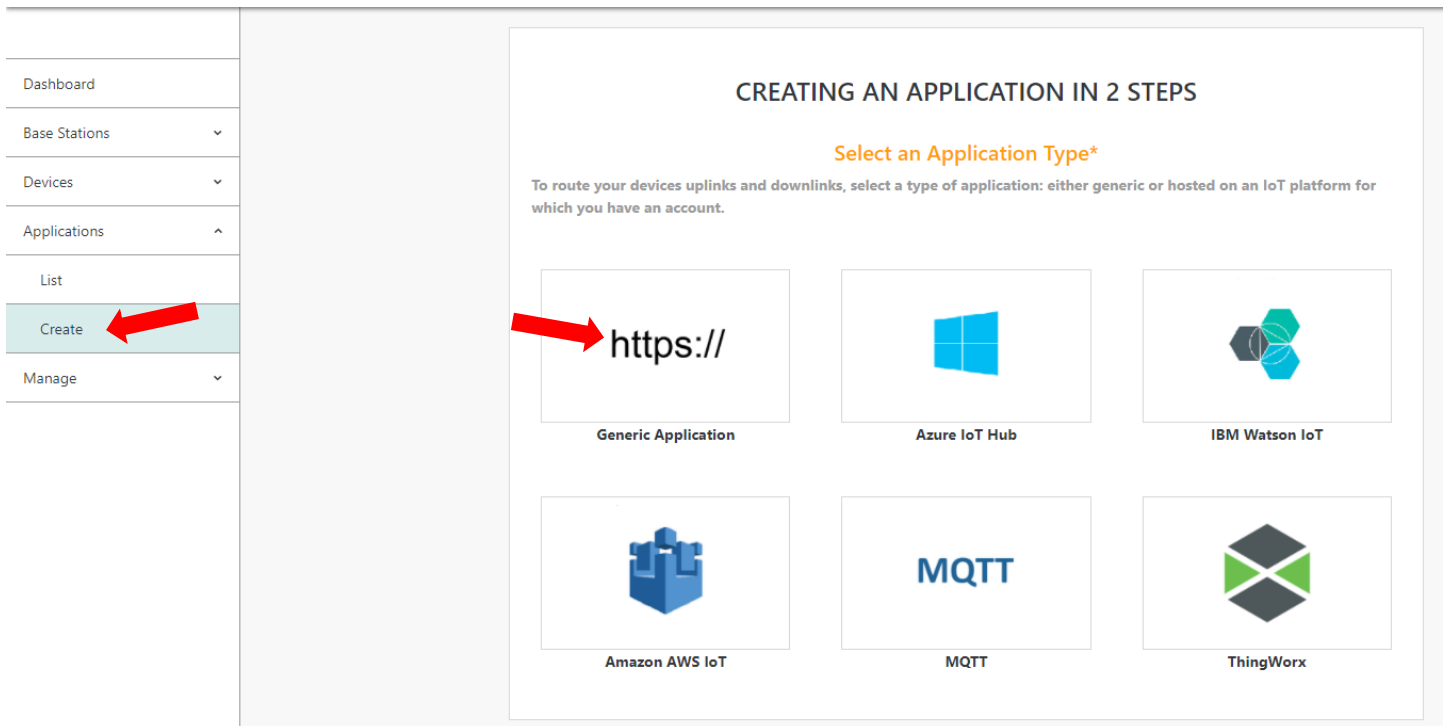 Dashboard
Base Stations
Devices
Applications
List
Create
Manage
CREATING AN APPLICATION IN 2 STEPS
Select an Application Type*
To route your devices uplinks and downlinks, select a type of application: either generic or hosted on an IoT platform for
which you have an account.
https://
Generic Application
Azure IoT Hub
IBM Watson IoT
MQTT
Amazon AWS IoT
MQTT
ThingWorx